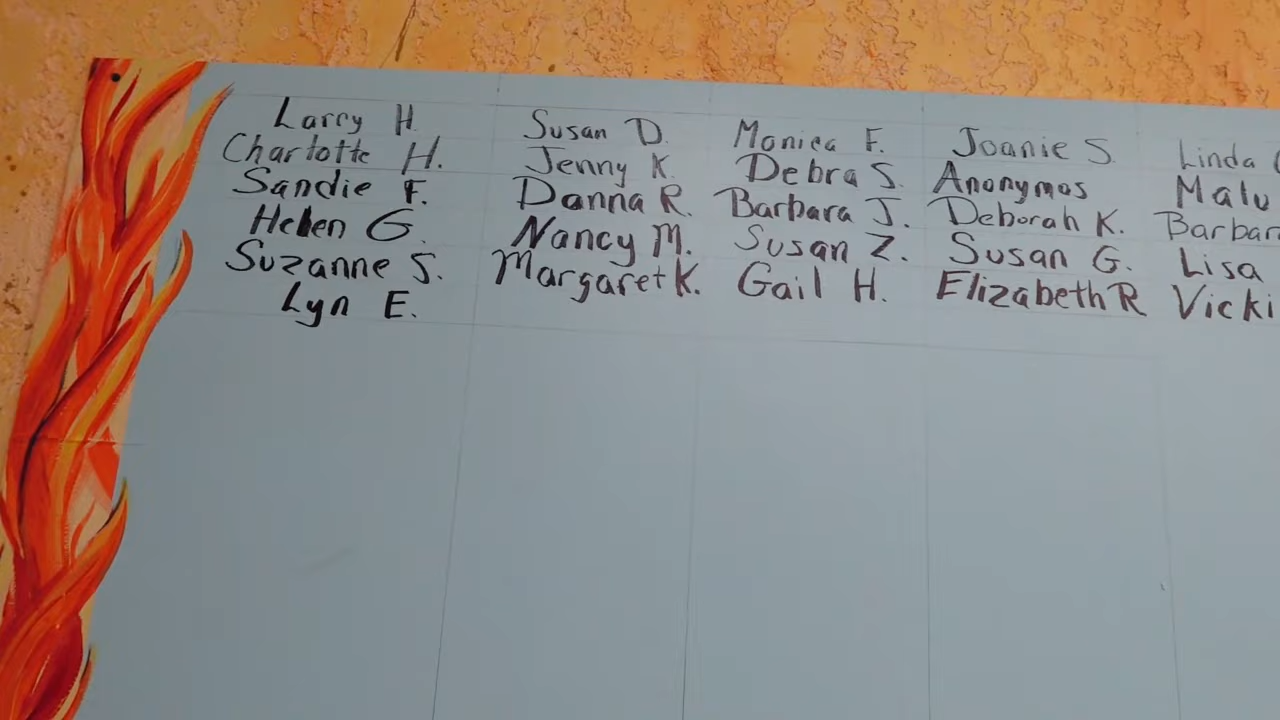 Larry H.
Charlotte H.
Sandie F.
Helen G.
Suzanne S.
Lyn E.
Susan D.
Jenny K.
Danna R.
Nancy M.
Margaret K.
Monica F.
Debra S.
Barbara J.
Susan Z.
Gail H.
Joanie S.
Anonymos
Deborah K.
Susan G.
Elizabeth R
Linda
Malu
Barbar
Lisa
Vicki